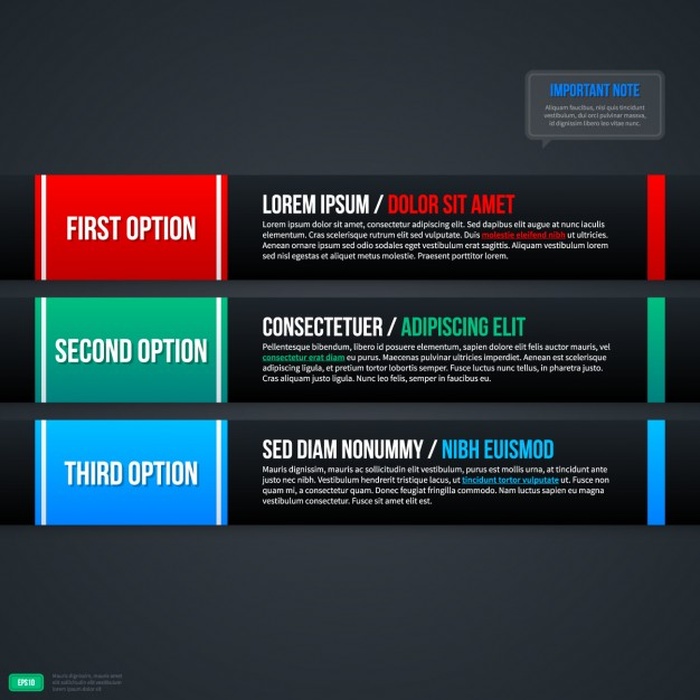 IMPORTANT NOTE
Aliquam faucibus, nisi quis tincidunt
vestibulum, dui orci pulvinar massa,
id dignissim libero leo vitae nunc.
FIRST OPTION
LOREM IPSUM / DOLOR SIT AMET
Lorem ipsum dolor sit amet, consectetur adipiscing elit. Sed dapibus elit augue at nunc iaculis
elementum. Cras scelerisque rutrum elit sed vulputate. Duis molestie eleifend nibh ut ultricies.
Aenean ornare ipsum sed odio sodales eget vestibulum erat sagittis. Aliquam vestibulum lorem
sed nisl egestas et aliquet metus molestie. Praesent porttitor lorem.
SECOND OPTION
CONSECTETUER / ADIPISCING ELIT
Pellentesque bibendum, libero id posuere elementum, sapien dolore elit felis auctor mauris, vel
consectetur erat diam eu purus. Maecenas pulvinar ultricies imperdiet. Aenean est scelerisque
adipiscing ligula, et pretium tortor lobortis semper. Fusce luctus nunc tellus, in pharetra justo.
Cras aliquam justo ligula. Nunc leo felis, semper in faucibus eu.
THIRD OPTION
SED DIAM NONUMMY / NIBH EUISMOD
Mauris dignissim, mauris ac sollicitudin elit vestibulum, purus est mollis urna, at tincidunt ante
justo nec nibh. Vestibulum hendrerit tristique lacus, ut tincidunt tortor vulputate ut. Fusce non
quam mi, a consectetur quam. Donec feugiat fringilla commodo. Nam luctus sapien eu magna
vestibulum consectetur. Fusce sit amet elit est.
EPS10
Mauris dignissim, mauris amet
elit sollicitudin elit vestibulum
lorem ipsum dolor sit